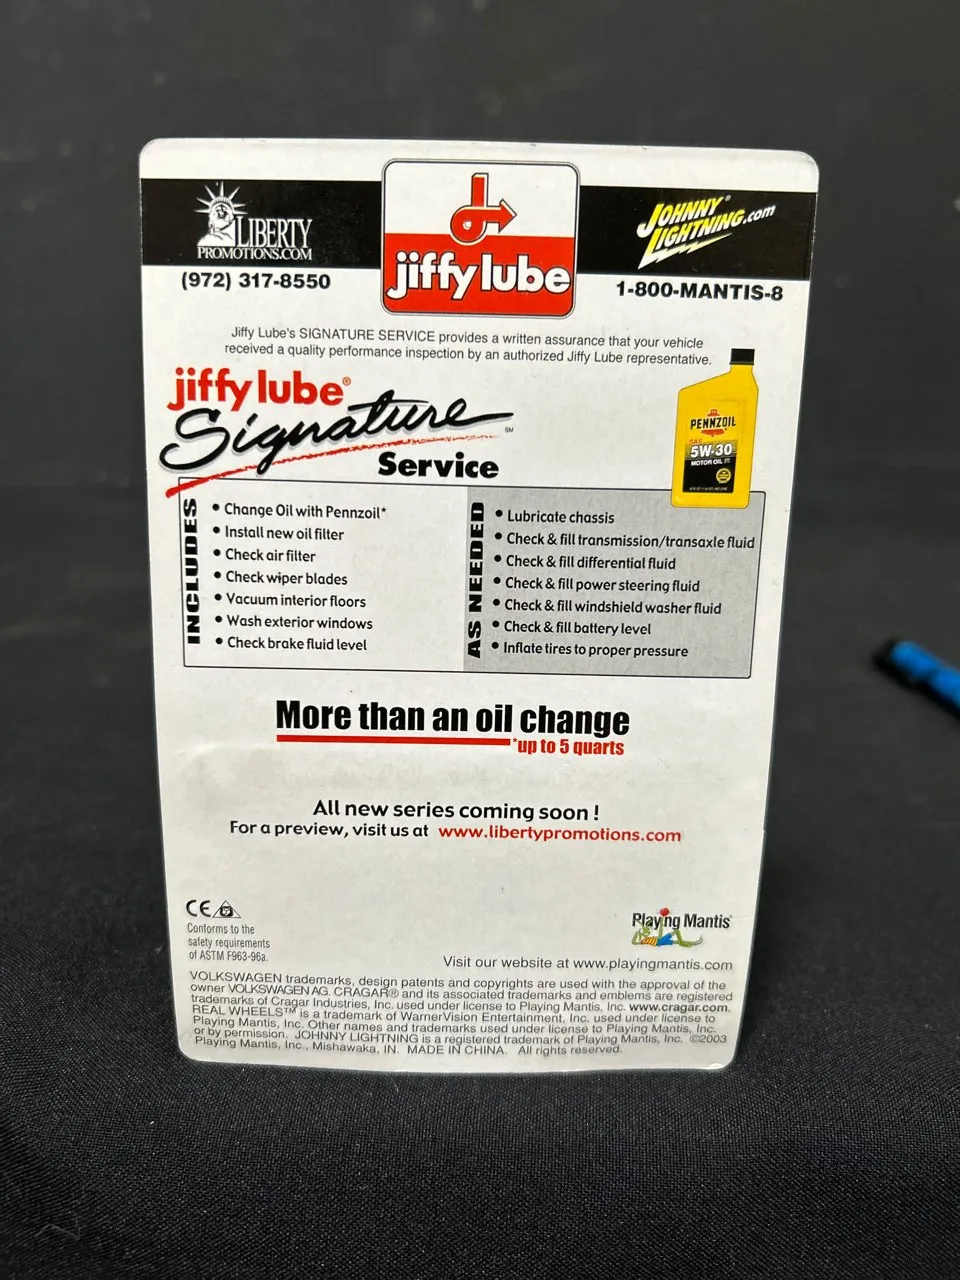 LIBERTY
PROMOTIONS.COM
(972) 317-8550
jiffy lube
JOHNNY®
LIGHTNING.com
1-800-MANTIS-8
Jiffy Lube's SIGNATURE SERVICE provides a written assurance that your vehicle
received a quality performance inspection by an authorized Jiffy Lube representative.
jiffy lube®
Signature SM
Service
PENNZOIL
SAE
5W-30
MOTOR OIL
INCLUDES
• Change Oil with Pennzoil*
• Install new oil filter
• Check air filter
• Check wiper blades
• Vacuum interior floors
• Wash exterior windows
• Check brake fluid level
AS NEEDED
• Lubricate chassis
• Check & fill transmission/transaxle fluid
• Check & fill differential fluid
• Check & fill power steering fluid
• Check & fill windshield washer fluid
• Check & fill battery level
• Inflate tires to proper pressure
More than an oil change
*up to 5 quarts
All new series coming soon !
For a preview, visit us at www.libertypromotions.com
CE
Conforms to the
safety requirements
of ASTM F963-96a.
Playing Mantis
Visit our website at www.playingmantis.com
VOLKSWAGEN trademarks, design patents and copyrights are used with the approval of the
owner VOLKSWAGEN AG. CRAGAR® and its associated trademarks and emblems are registered
trademarks of Cragar Industries, Inc. used under license to Playing Mantis, Inc. www.cragar.com.
REAL WHEELS™ is a trademark of WarnerVision Entertainment, Inc. used under license to
Playing Mantis, Inc. Other names and trademarks used under license to Playing Mantis, Inc.
or by permission. JOHNNY LIGHTNING is a registered trademark of Playing Mantis, Inc. ©2003
Playing Mantis, Inc., Mishawaka, IN. MADE IN CHINA. All rights reserved.